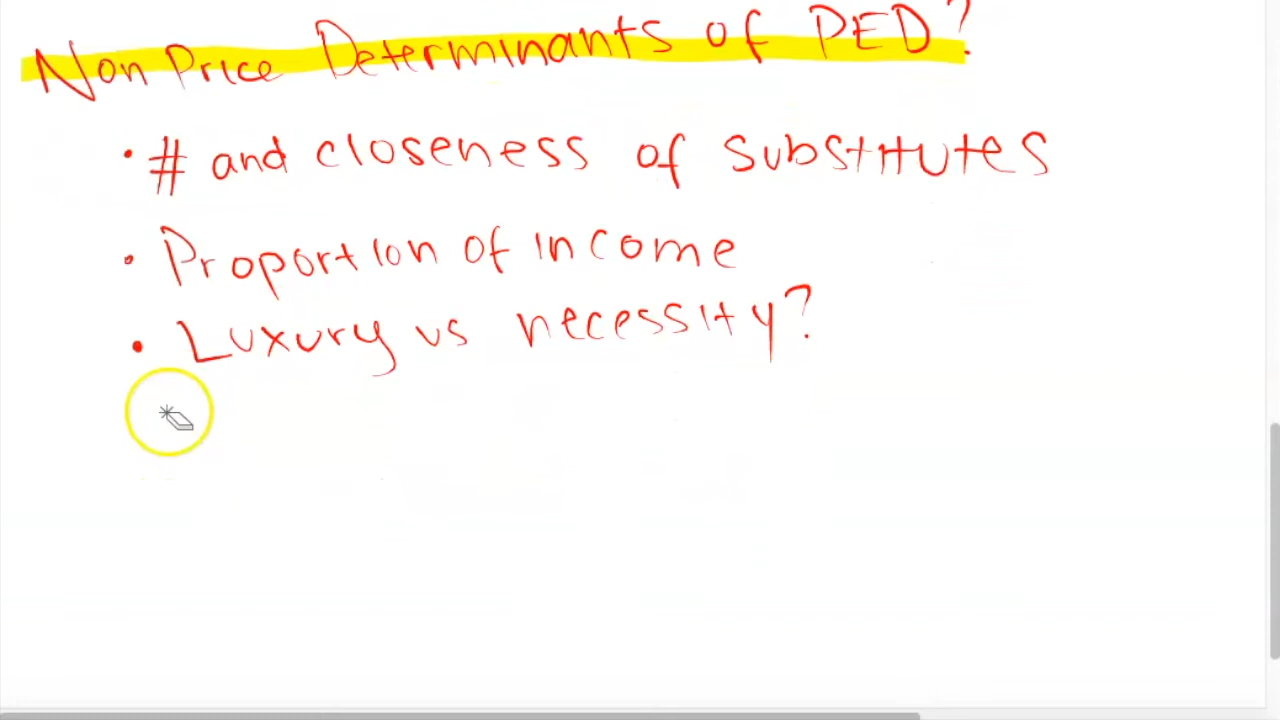 Non Price Determinants of PED?
• # and closeness of substitutes
• Proportion of income
• Luxury vs necessity?